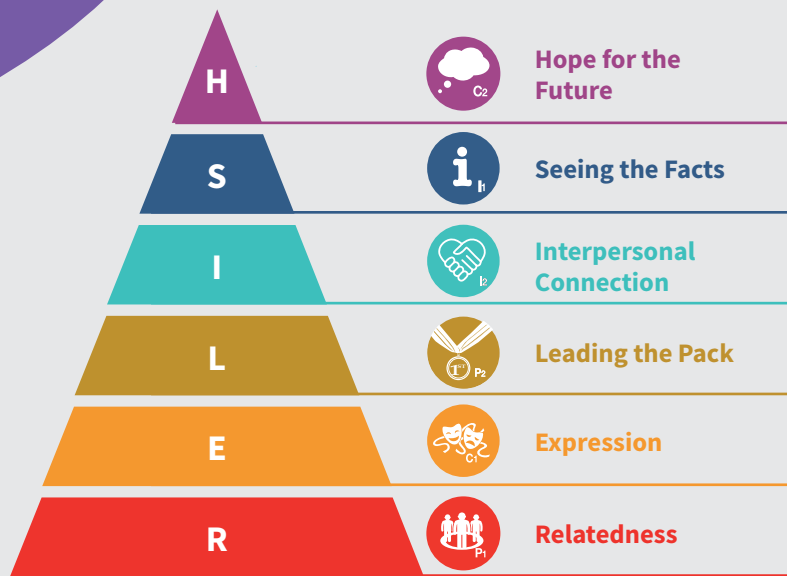 H
C2
Hope for the
Future
S
I1
Seeing the Facts
I
I2
Interpersonal
Connection
L
1ST
P2
Leading the Pack
E
C1
Expression
R
P1
Relatedness